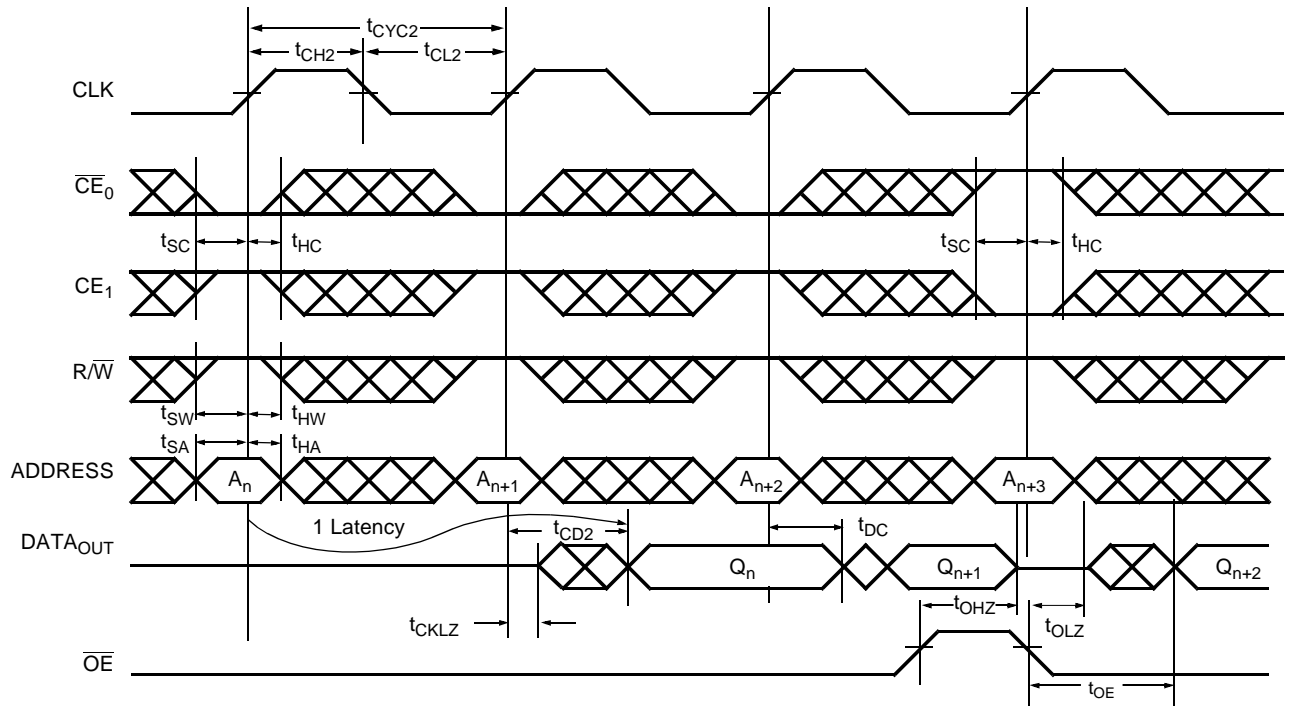 tCYC2
tCH2 tCL2
CLK
CE0
tSC tHC tSC tHC
CE1
R/W
tSW tHW
tSA tHA
ADDRESS An An+1 An+2 An+3
1 Latency tCD2 tDC
DATAOUT Qn Qn+1 Qn+2
tCKLZ tOHZ tOLZ
OE
tOE